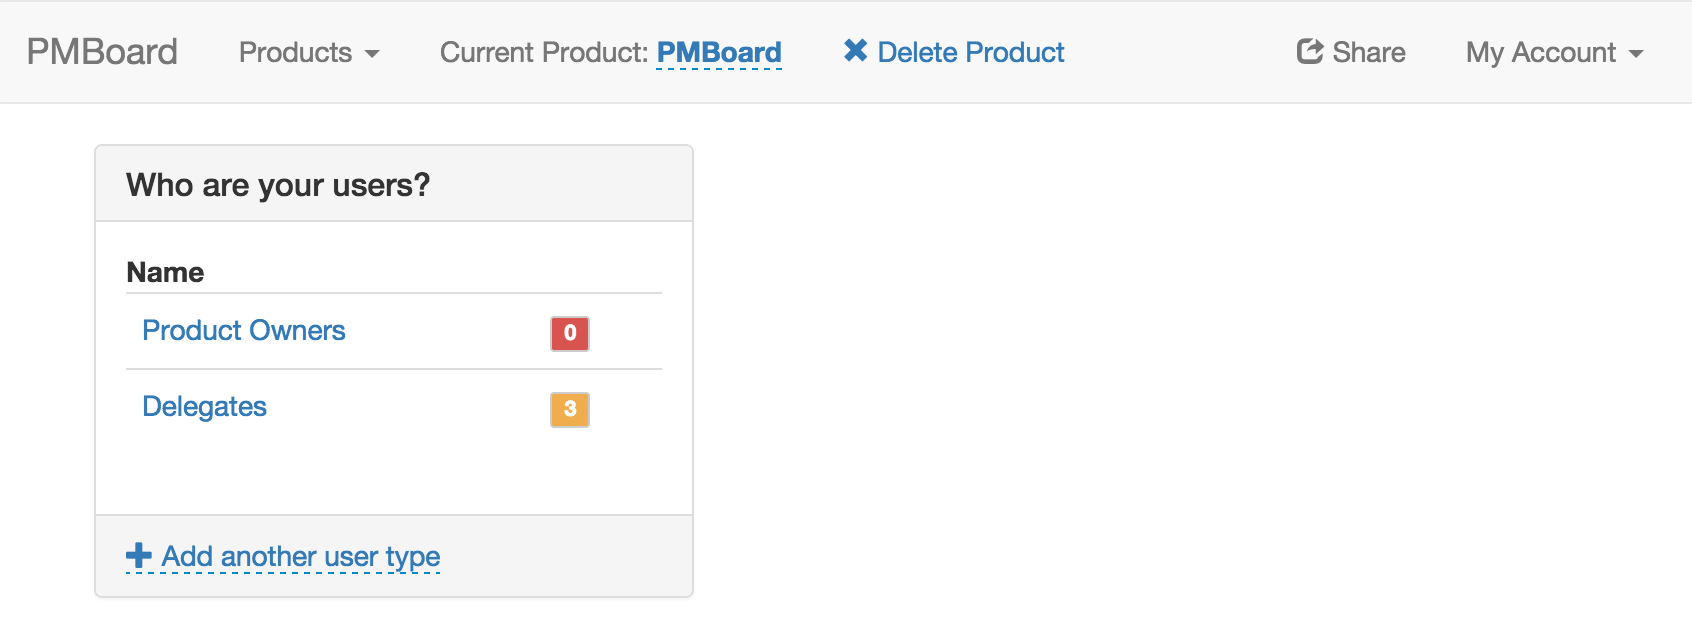 PMBoard Products Current Product: PMBoard Delete Product Share My Account
Who are your users?
Name
Product Owners 0
Delegates 3
Add another user type